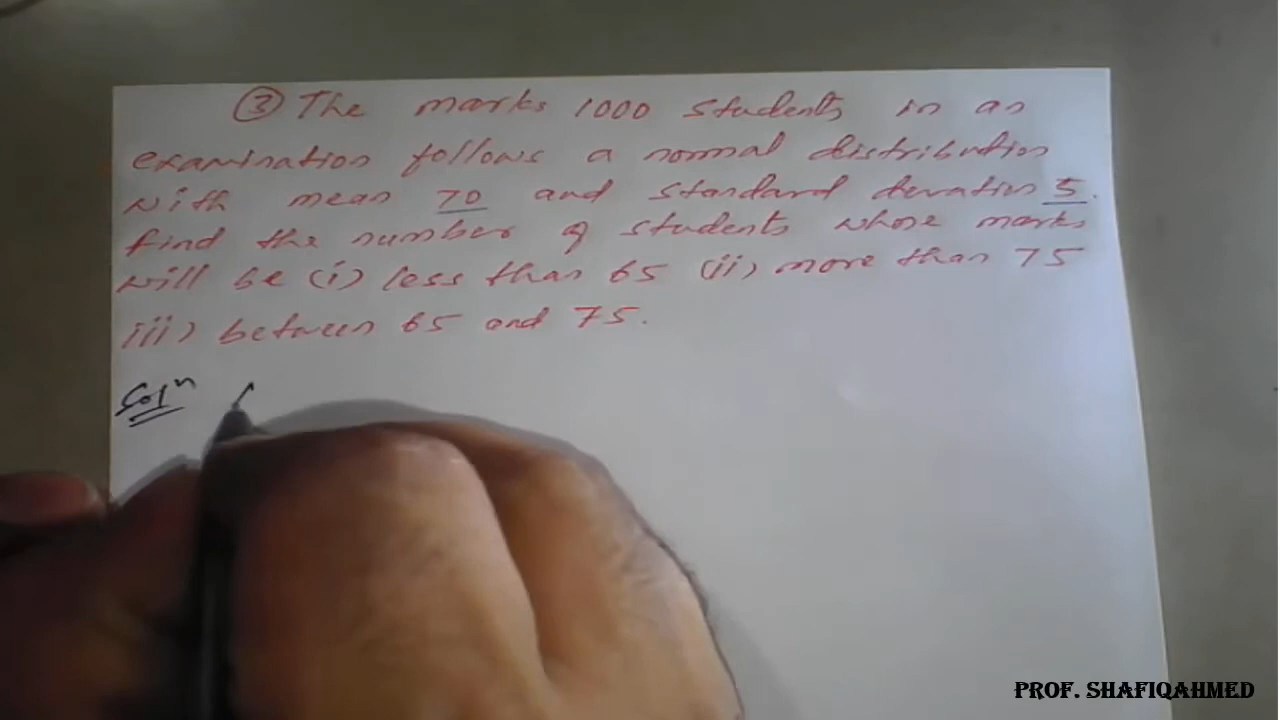 ③ The marks 1000 students in an
examination follows a normal distribution
with mean 70 and standard deviation 5.
find the number of students whose marks
will be (i) less than 65 (ii) more than 75
iii) between 65 and 75.
Solⁿ
PROF. SHAFIQAHMED